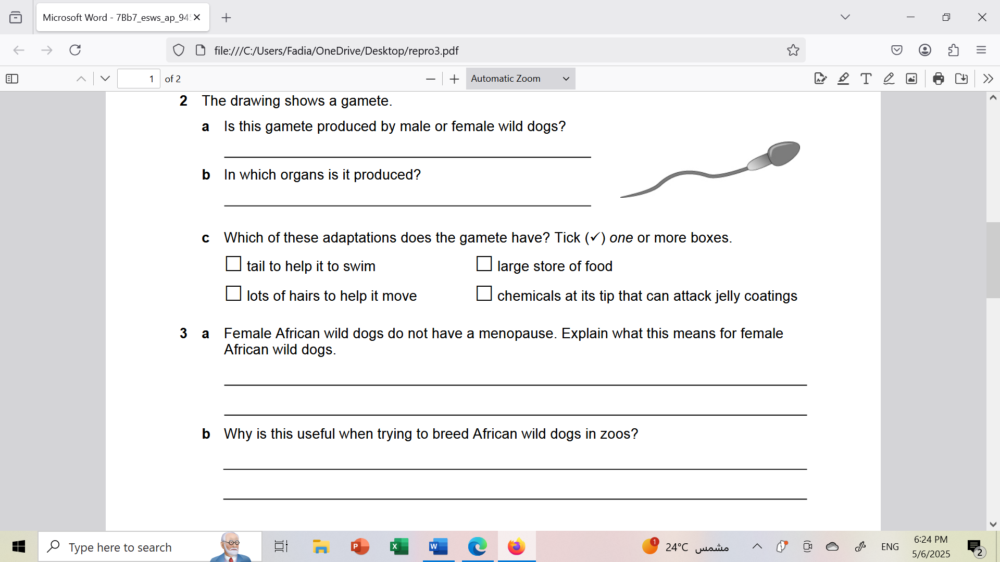 Microsoft Word - 7Bb7_esws_ap_94
file:///C:/Users/Fadia/OneDrive/Desktop/repro3.pdf
1 of 2
Automatic Zoom
2 The drawing shows a gamete.
a Is this gamete produced by male or female wild dogs?
b In which organs is it produced?
c Which of these adaptations does the gamete have? Tick (✓) one or more boxes.
tail to help it to swim
large store of food
lots of hairs to help it move
chemicals at its tip that can attack jelly coatings
3 a Female African wild dogs do not have a menopause. Explain what this means for female
African wild dogs.
b Why is this useful when trying to breed African wild dogs in zoos?
Type here to search
P
X
W
1
24°C مشمس
ENG
6:24 PM
5/6/2025
2